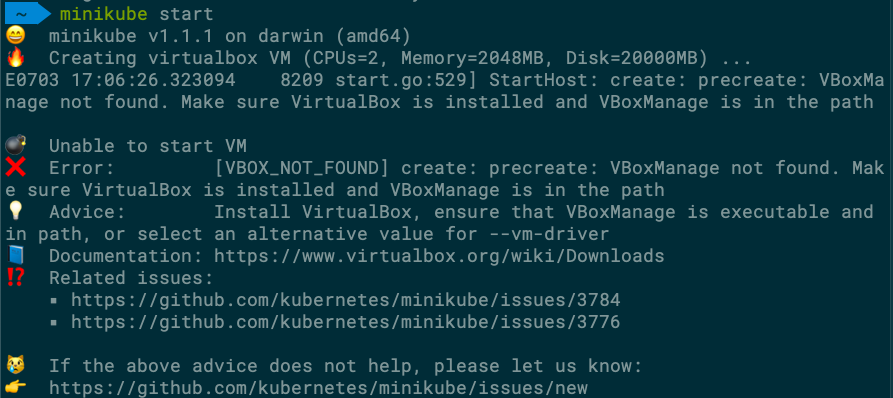 ~ minikube start
😄 minikube v1.1.1 on darwin (amd64)
🔥 Creating virtualbox VM (CPUs=2, Memory=2048MB, Disk=20000MB) ...
E0703 17:06:26.323094    8209 start.go:529] StartHost: create: precreate: VBoxMa
nage not found. Make sure VirtualBox is installed and VBoxManage is in the path
💣 Unable to start VM
❌ Error:         [VBOX_NOT_FOUND] create: precreate: VBoxManage not found. Mak
e sure VirtualBox is installed and VBoxManage is in the path
💡 Advice:        Install VirtualBox, ensure that VBoxManage is executable and
in path, or select an alternative value for --vm-driver
📘 Documentation: https://www.virtualbox.org/wiki/Downloads
⁉️ Related issues:
▪ https://github.com/kubernetes/minikube/issues/3784
▪ https://github.com/kubernetes/minikube/issues/3776
😿 If the above advice does not help, please let us know:
👉 https://github.com/kubernetes/minikube/issues/new